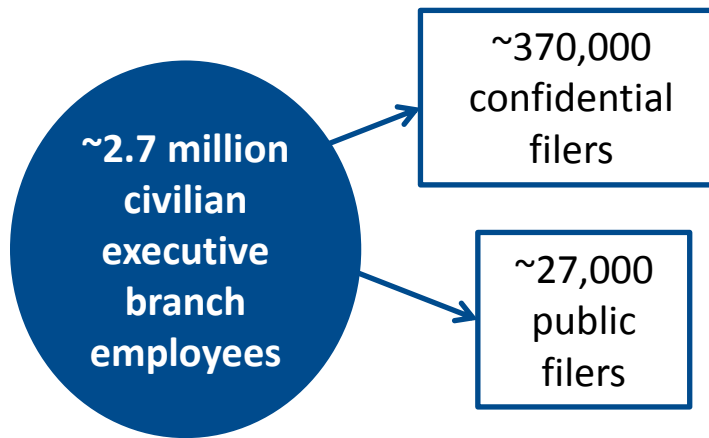 ~2.7 million
civilian
executive
branch
employees
~370,000
confidential
filers
~27,000
public
filers